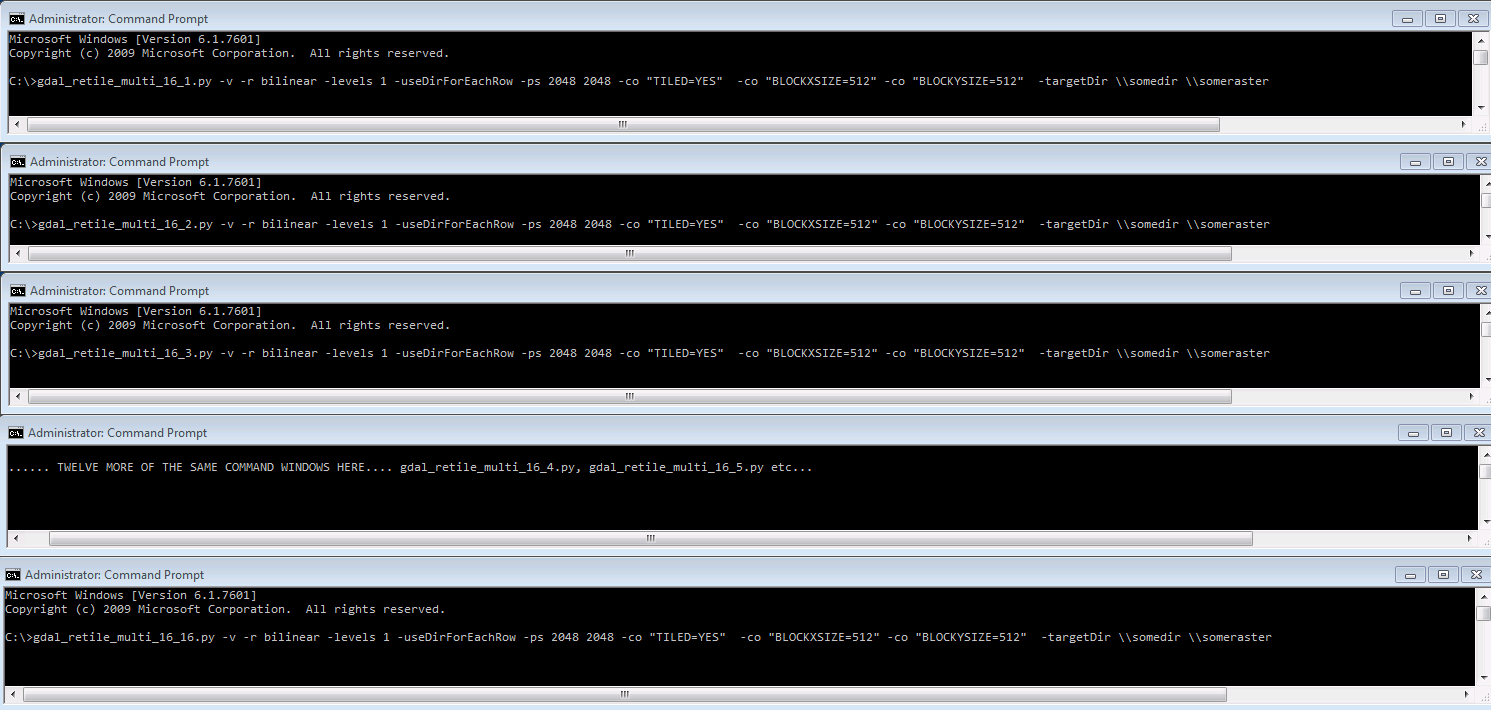 Administrator: Command Prompt
Microsoft Windows [Version 6.1.7601]
Copyright (c) 2009 Microsoft Corporation.  All rights reserved.
C:\>gdal_retile_multi_16_1.py -v -r bilinear -levels 1 -useDirForEachRow -ps 2048 2048 -co "TILED=YES"  -co "BLOCKXSIZE=512" -co "BLOCKYSIZE=512"  -targetDir \\somedir \\someraster
Administrator: Command Prompt
Microsoft Windows [Version 6.1.7601]
Copyright (c) 2009 Microsoft Corporation.  All rights reserved.
C:\>gdal_retile_multi_16_2.py -v -r bilinear -levels 1 -useDirForEachRow -ps 2048 2048 -co "TILED=YES"  -co "BLOCKXSIZE=512" -co "BLOCKYSIZE=512"  -targetDir \\somedir \\someraster
Administrator: Command Prompt
Microsoft Windows [Version 6.1.7601]
Copyright (c) 2009 Microsoft Corporation.  All rights reserved.
C:\>gdal_retile_multi_16_3.py -v -r bilinear -levels 1 -useDirForEachRow -ps 2048 2048 -co "TILED=YES"  -co "BLOCKXSIZE=512" -co "BLOCKYSIZE=512"  -targetDir \\somedir \\someraster
Administrator: Command Prompt
...... TWELVE MORE OF THE SAME COMMAND WINDOWS HERE.... gdal_retile_multi_16_4.py, gdal_retile_multi_16_5.py etc...
Administrator: Command Prompt
Microsoft Windows [Version 6.1.7601]
Copyright (c) 2009 Microsoft Corporation.  All rights reserved.
C:\>gdal_retile_multi_16_16.py -v -r bilinear -levels 1 -useDirForEachRow -ps 2048 2048 -co "TILED=YES"  -co "BLOCKXSIZE=512" -co "BLOCKYSIZE=512"  -targetDir \\somedir \\someraster